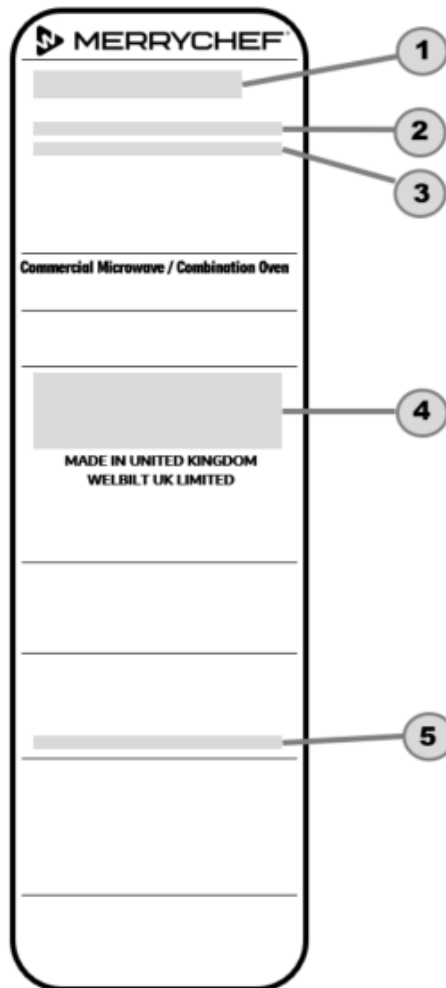 MERRYCHEF®
1
2
3
Commercial Microwave / Combination Oven
4
MADE IN UNITED KINGDOM
WELBILT UK LIMITED
5